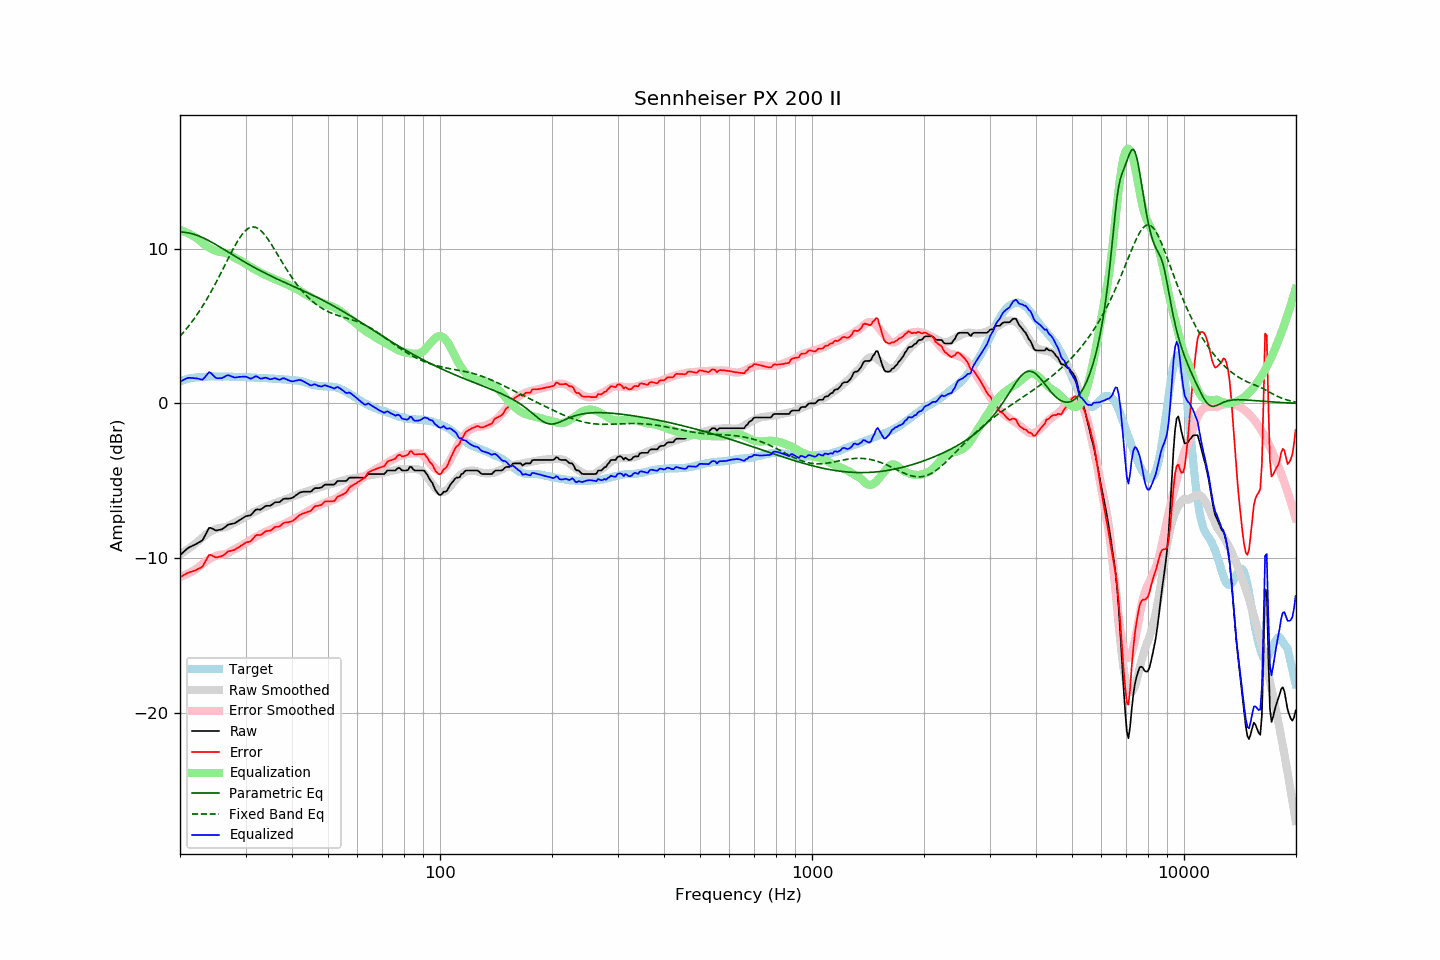 Sennheiser PX 200 II
Amplitude (dBr)
10
0
−10
−20
Target
Raw Smoothed
Error Smoothed
Raw
Error
Equalization
Parametric Eq
Fixed Band Eq
Equalized
100 1000 10000
Frequency (Hz)